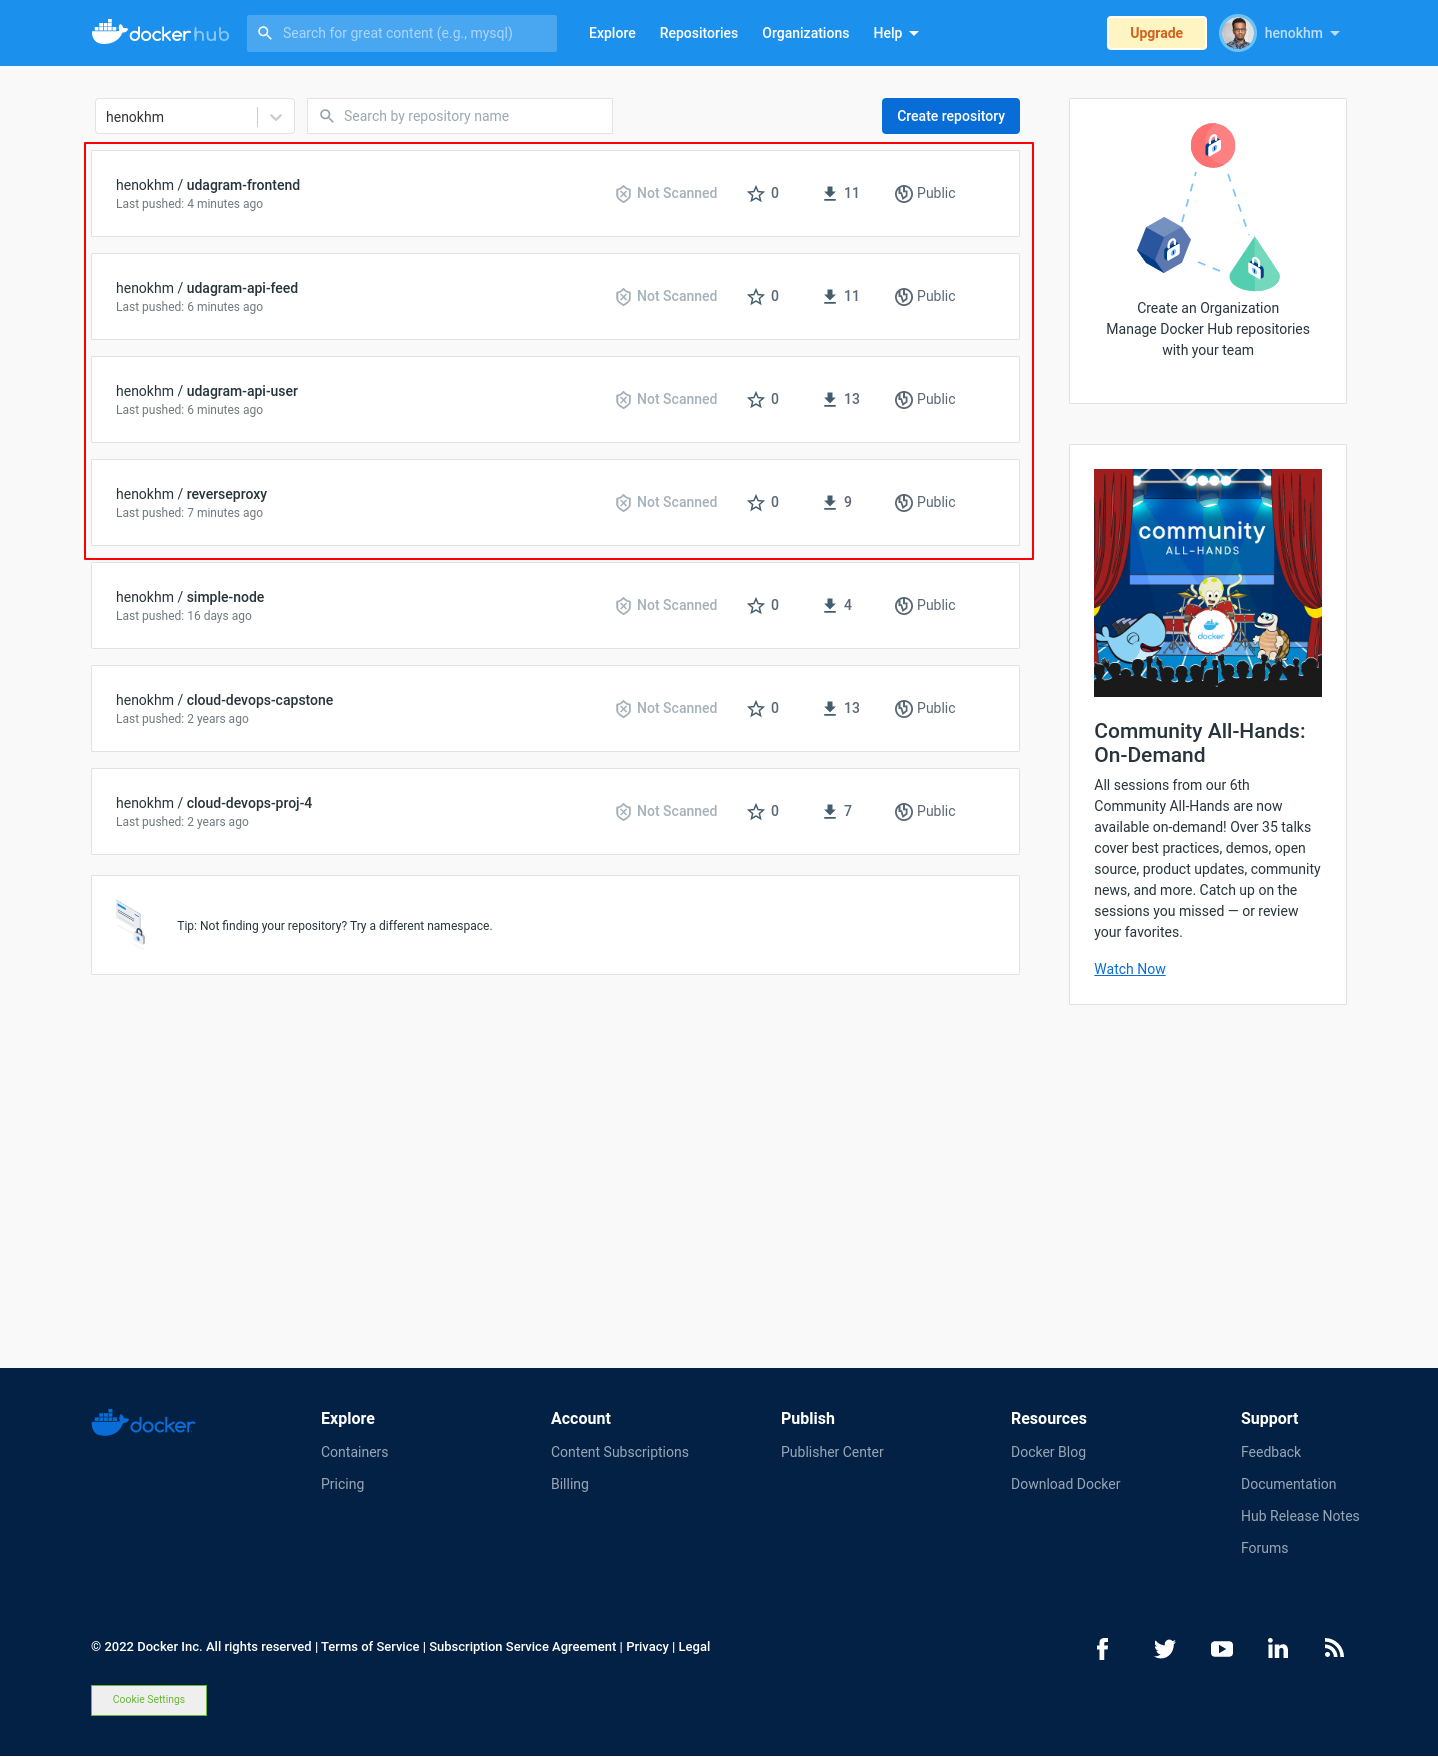 docker hub
Search for great content (e.g., mysql)
Explore
Repositories
Organizations
Help
Upgrade
henokhm
henokhm
Search by repository name
Create repository
henokhm / udagram-frontend
Last pushed: 4 minutes ago
Not Scanned
0
11
Public
henokhm / udagram-api-feed
Last pushed: 6 minutes ago
Not Scanned
0
11
Public
henokhm / udagram-api-user
Last pushed: 6 minutes ago
Not Scanned
0
13
Public
henokhm / reverseproxy
Last pushed: 7 minutes ago
Not Scanned
0
9
Public
henokhm / simple-node
Last pushed: 16 days ago
Not Scanned
0
4
Public
henokhm / cloud-devops-capstone
Last pushed: 2 years ago
Not Scanned
0
13
Public
henokhm / cloud-devops-proj-4
Last pushed: 2 years ago
Not Scanned
0
7
Public
Tip: Not finding your repository? Try a different namespace.
Create an Organization
Manage Docker Hub repositories
with your team
community
ALL-HANDS
docker
Community All-Hands:
On-Demand
All sessions from our 6th
Community All-Hands are now
available on-demand! Over 35 talks
cover best practices, demos, open
source, product updates, community
news, and more. Catch up on the
sessions you missed — or review
your favorites.
Watch Now
docker
Explore
Containers
Pricing
Account
Content Subscriptions
Billing
Publish
Publisher Center
Resources
Docker Blog
Download Docker
Support
Feedback
Documentation
Hub Release Notes
Forums
© 2022 Docker Inc. All rights reserved | Terms of Service | Subscription Service Agreement | Privacy | Legal
Cookie Settings